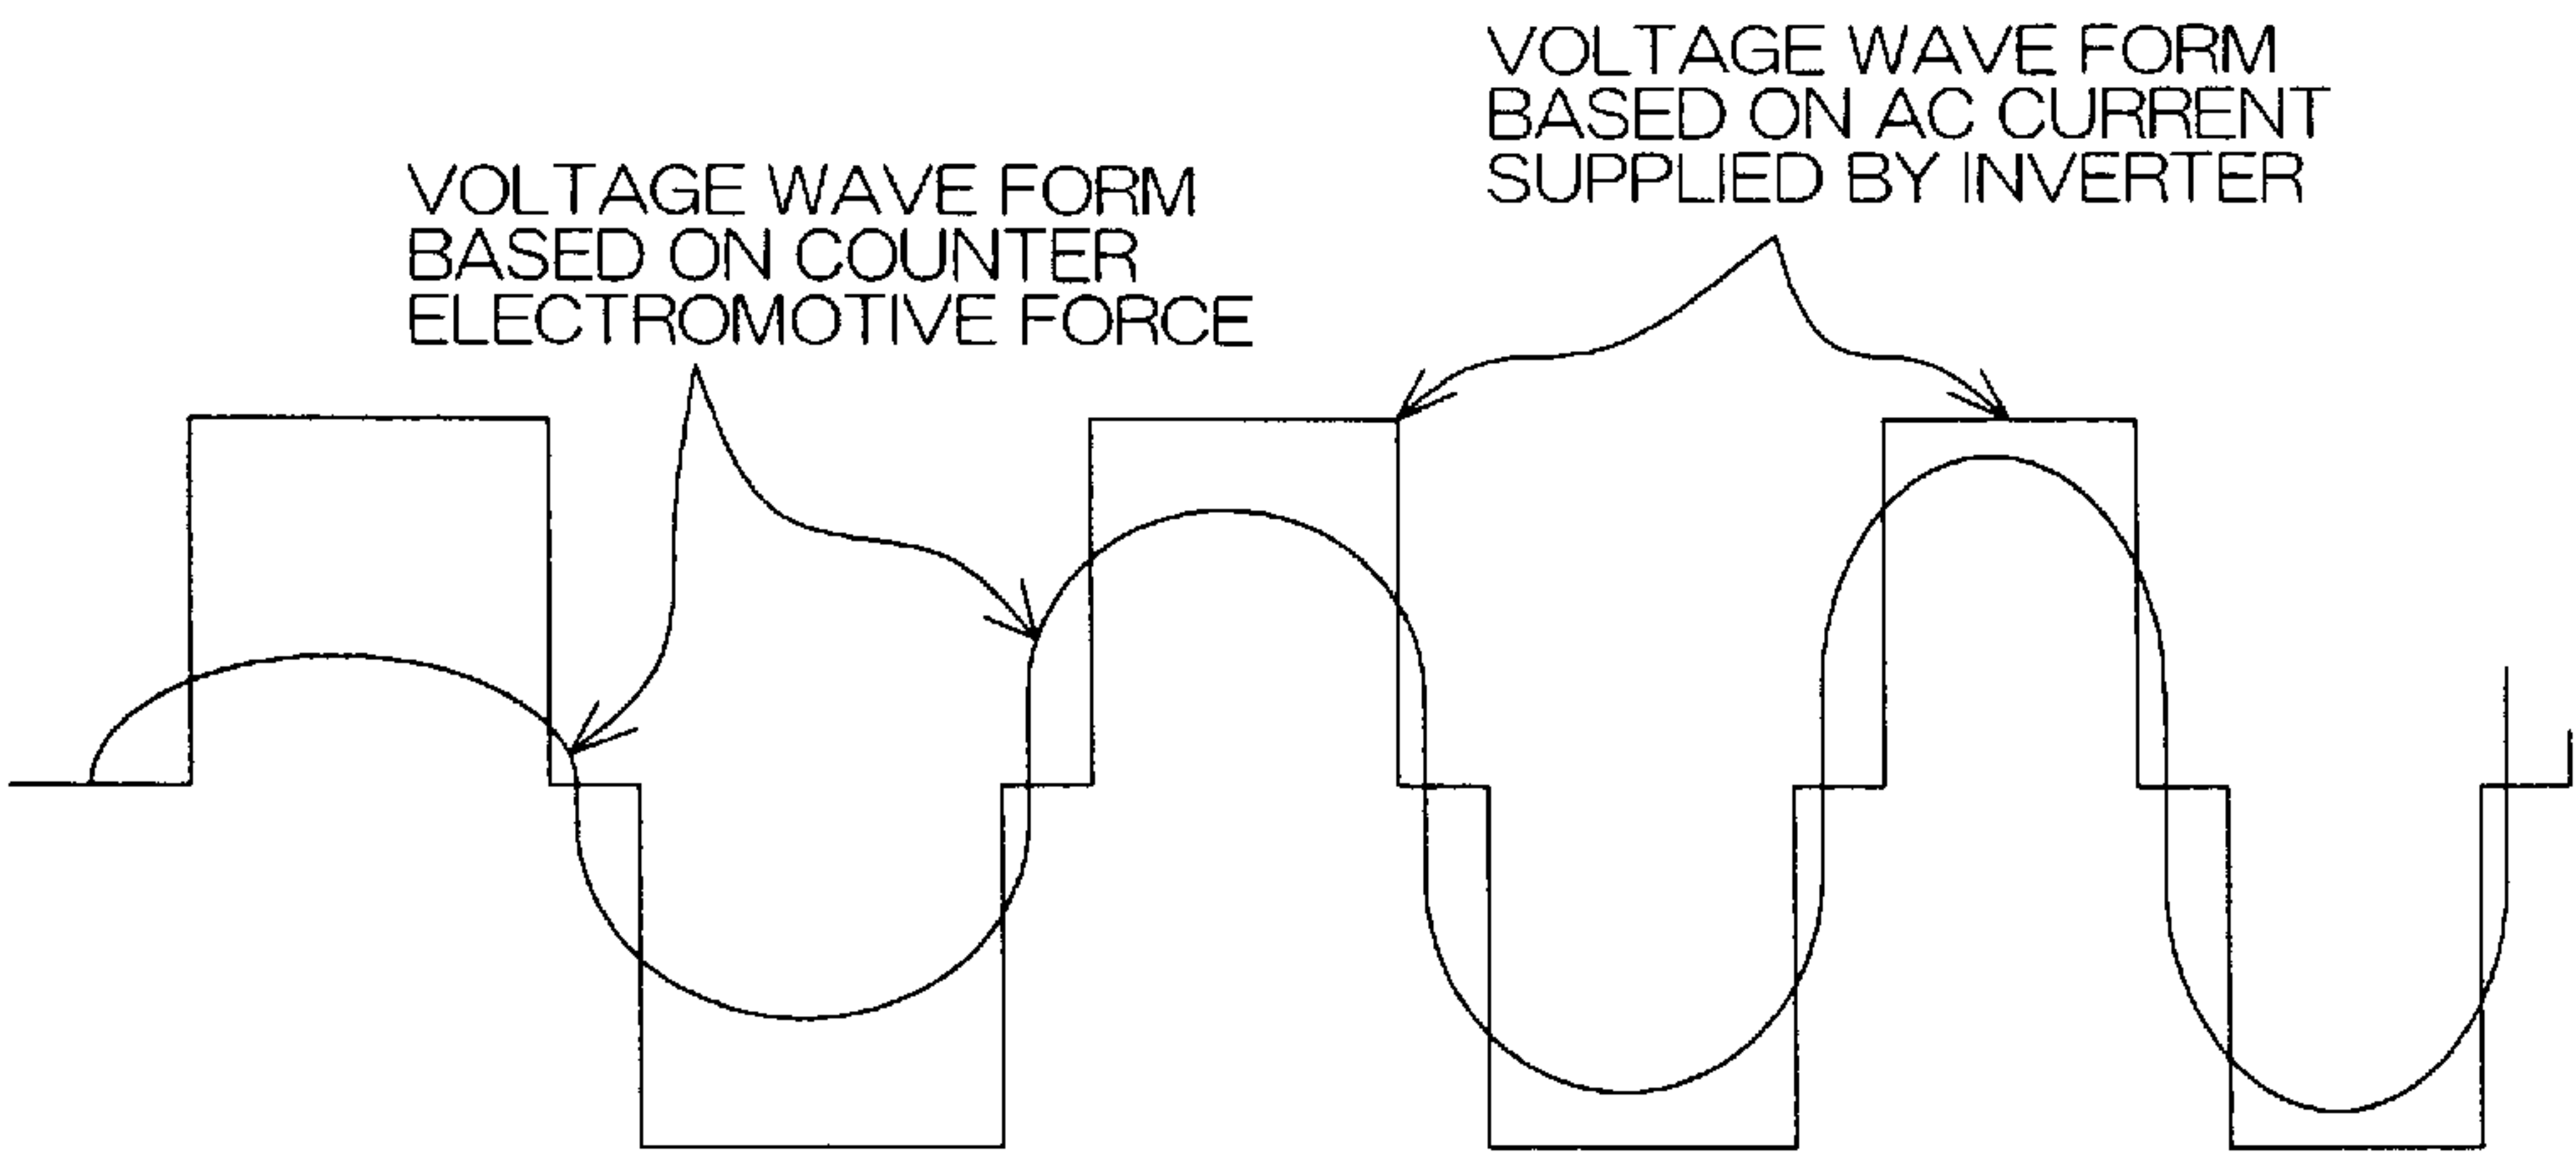 VOLTAGE WAVE FORM
BASED ON AC CURRENT
SUPPLIED BY INVERTER
VOLTAGE WAVE FORM
BASED ON COUNTER
ELECTROMOTIVE FORCE